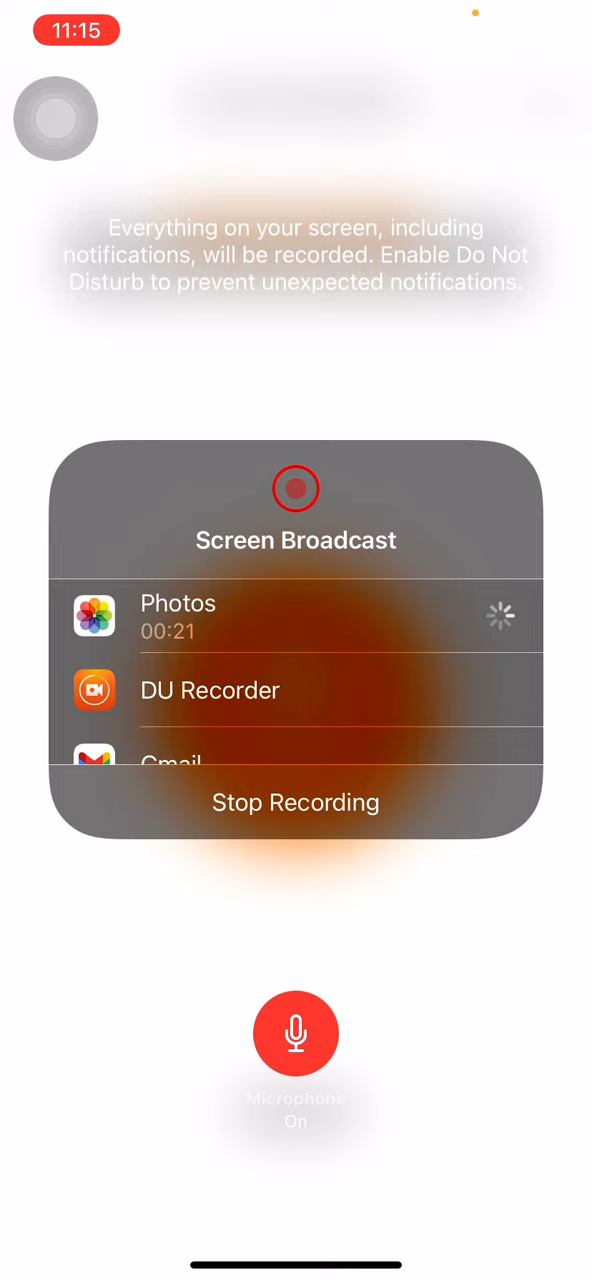 11:15
Everything on your screen, including
notifications, will be recorded. Enable Do Not
Disturb to prevent unexpected notifications.
Screen Broadcast
Photos
00:21
DU Recorder
Gmail
Stop Recording
Microphone
On